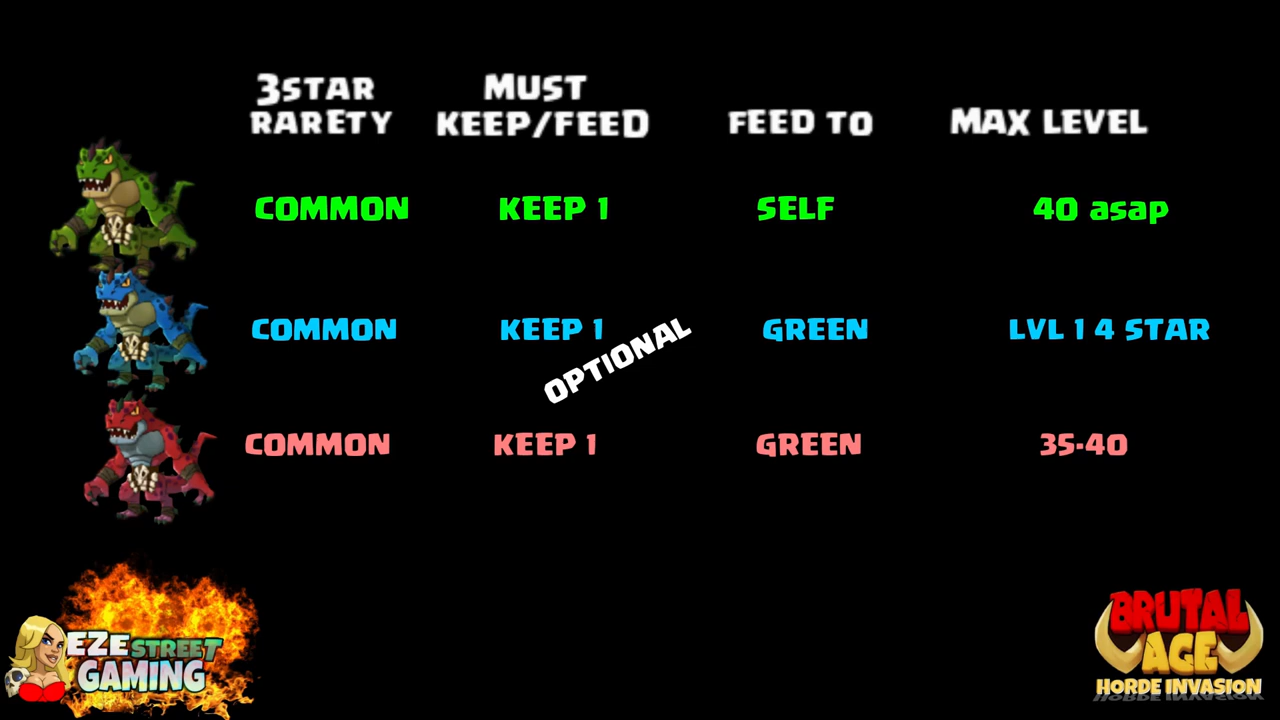 3STAR RARETY MUST KEEP/FEED FEED TO MAX LEVEL
COMMON KEEP 1 SELF 40 asap
COMMON KEEP 1 GREEN LVL 1 4 STAR
OPTIONAL
COMMON KEEP 1 GREEN 35-40
EZE STREET
GAMING
BRUTAL
AGE
HORDE INVASION